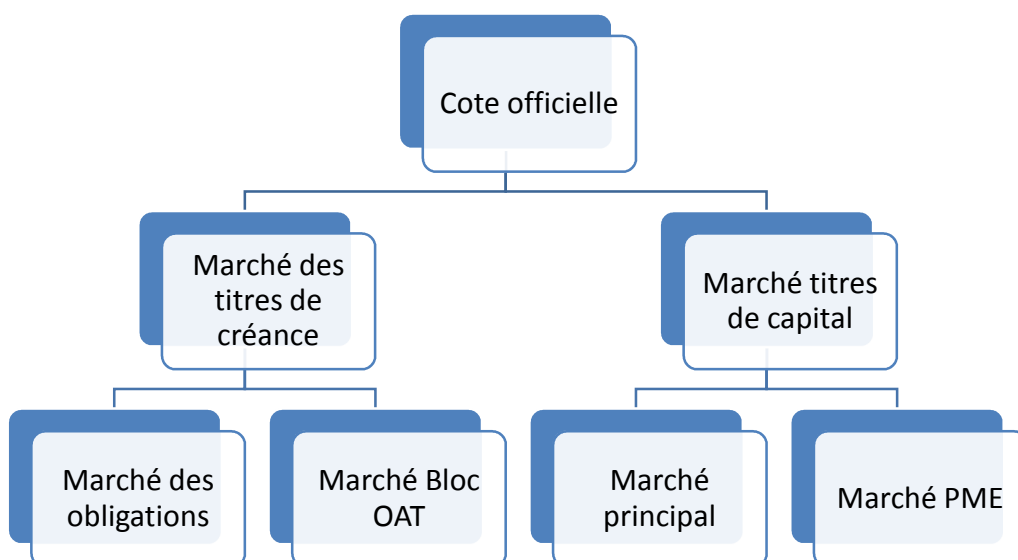 Cote officielle
Marché des
titres de
créance
Marché titres
de capital
Marché des
obligations
Marché Bloc
OAT
Marché
principal
Marché PME